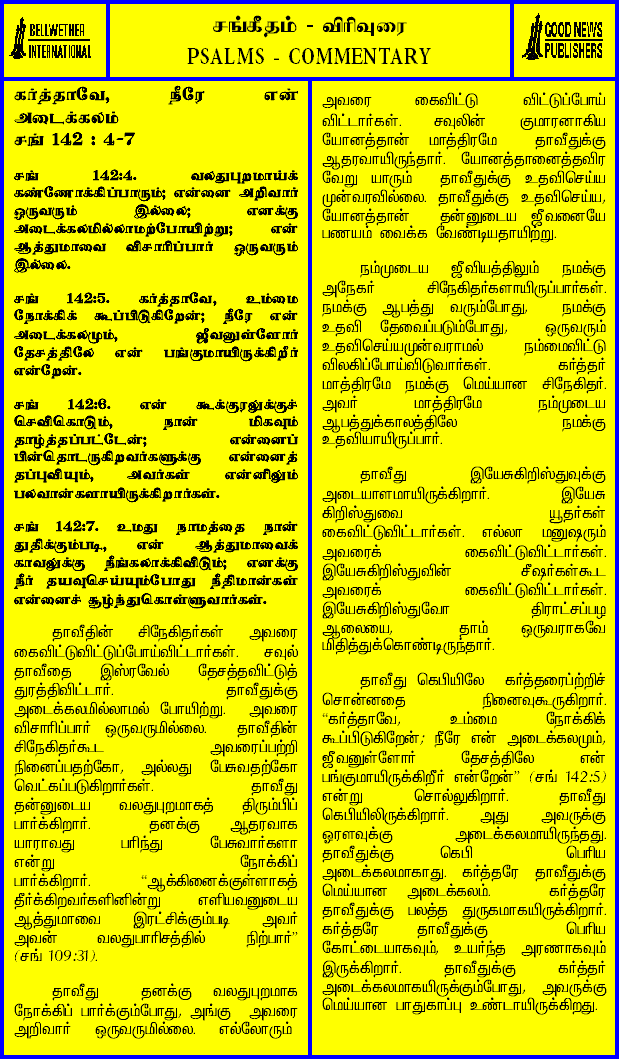 BELLWETHER
INTERNATIONAL
சங்கீதம் - விரிவுரை
PSALMS - COMMENTARY
GOOD NEWS
PUBLISHERS
கர்த்தாவே, நீரே என்
அடைக்கலம்
சங் 142 : 4-7
சங் 142:4. வலதுபுறமாய்க்
கண்ணோக்கிப்பாரும்; என்னை அறிவார்
ஒருவரும் இல்லை; எனக்கு
அடைக்கலமில்லாமற்போயிற்று; என்
ஆத்துமாவை விசாரிப்பார் ஒருவரும்
இல்லை.
சங் 142:5. கர்த்தாவே, உம்மை
நோக்கிக் கூப்பிடுகிறேன்; நீரே என்
அடைக்கலமும், ஜீவனுள்ளோர்
தேசத்திலே என் பங்குமாயிருக்கிறீர்
என்றேன்.
சங் 142:6. என் கூக்குரலுக்குச்
செவிகொடும், நான் மிகவும்
தாழ்த்தப்பட்டேன்; என்னைப்
பின்தொடருகிறவர்களுக்கு என்னைத்
தப்புவியும், அவர்கள் என்னிலும்
பலவான்களாயிருக்கிறார்கள்.
சங் 142:7. உமது நாமத்தை நான்
துதிக்கும்படி, என் ஆத்துமாவைக்
காவலுக்கு நீங்கலாக்கிவிடும்; எனக்கு
நீர் தயவுசெய்யும்போது நீதிமான்கள்
என்னைச் சூழ்ந்துகொள்ளுவார்கள்.
தாவீதின் சிநேகிதர்கள் அவரை
கைவிட்டுவிட்டுப்போய்விட்டார்கள். சவுல்
தாவீதை இஸ்ரவேல் தேசத்தவிட்டுத்
துரத்திவிட்டார். தாவீதுக்கு
அடைக்கலமில்லாமல் போயிற்று. அவரை
விசாரிப்பார் ஒருவருமில்லை. தாவீதின்
சிநேகிதர்கூட அவரைப்பற்றி
நினைப்பதற்கோ, அல்லது பேசுவதற்கோ
வெட்கப்படுகிறார்கள். தாவீது
தன்னுடைய வலதுபுறமாகத் திரும்பிப்
பார்க்கிறார். தனக்கு ஆதரவாக
யாராவது பரிந்து பேசுவார்களா
என்று நோக்கிப்
பார்க்கிறார். “ஆக்கினைக்குள்ளாகத்
தீர்க்கிறவர்களினின்று எளியவனுடைய
ஆத்துமாவை இரட்சிக்கும்படி அவர்
அவன் வலதுபாரிசத்தில் நிற்பார்”
(சங் 109:31).
தாவீது தனக்கு வலதுபுறமாக
நோக்கிப் பார்க்கும்போது, அங்கு அவரை
அறிவார் ஒருவருமில்லை. எல்லோரும்
அவரை கைவிட்டு விட்டுப்போய்
விட்டார்கள். சவுலின் குமாரனாகிய
யோனத்தான் மாத்திரமே தாவீதுக்கு
ஆதரவாயிருந்தார். யோனத்தானைத்தவிர
வேறு யாரும் தாவீதுக்கு உதவிசெய்ய
முன்வரவில்லை. தாவீதுக்கு உதவிசெய்ய,
யோனத்தான் தன்னுடைய ஜீவனையே
பணயம் வைக்க வேண்டியதாயிற்று.
நம்முடைய ஜீவியத்திலும் நமக்கு
அநேகர் சிநேகிதர்களாயிருப்பார்கள்.
நமக்கு ஆபத்து வரும்போது, நமக்கு
உதவி தேவைப்படும்போது, ஒருவரும்
உதவிசெய்யமுன்வராமல் நம்மைவிட்டு
விலகிப்போய்விடுவார்கள். கர்த்தர்
மாத்திரமே நமக்கு மெய்யான சிநேகிதர்.
அவர் மாத்திரமே நம்முடைய
ஆபத்துக்காலத்திலே நமக்கு
உதவியாயிருப்பார்.
தாவீது இயேசுகிறிஸ்துவுக்கு
அடையாளமாயிருக்கிறார். இயேசு
கிறிஸ்துவை யூதர்கள்
கைவிட்டுவிட்டார்கள். எல்லா மனுஷரும்
அவரைக் கைவிட்டுவிட்டார்கள்.
இயேசுகிறிஸ்துவின் சீஷர்கள்கூட
அவரைக் கைவிட்டுவிட்டார்கள்.
இயேசுகிறிஸ்துவோ திராட்சப்பழ
ஆலையை, தாம் ஒருவராகவே
மிதித்துக்கொண்டிருந்தார்.
தாவீது கெபியிலே கர்த்தரைப்பற்றிச்
சொன்னதை நினைவுகூருகிறார்.
“கர்த்தாவே, உம்மை நோக்கிக்
கூப்பிடுகிறேன்; நீரே என் அடைக்கலமும்,
ஜீவனுள்ளோர் தேசத்திலே என்
பங்குமாயிருக்கிறீர் என்றேன்” (சங் 142:5)
என்று சொல்லுகிறார். தாவீது
கெபியிலிருக்கிறார். அது அவருக்கு
ஓரளவுக்கு அடைக்கலமாயிருந்தது.
தாவீதுக்கு கெபி பெரிய
அடைக்கலமாகாது. கர்த்தரே தாவீதுக்கு
மெய்யான அடைக்கலம். கர்த்தரே
தாவீதுக்கு பலத்த துருகமாகயிருக்கிறார்.
கர்த்தரே தாவீதுக்கு பெரிய
கோட்டையாகவும், உயர்ந்த அரணாகவும்
இருக்கிறார். தாவீதுக்கு கர்த்தர்
அடைக்கலமாகயிருக்கும்போது, அவருக்கு
மெய்யான பாதுகாப்பு உண்டாயிருக்கிறது.